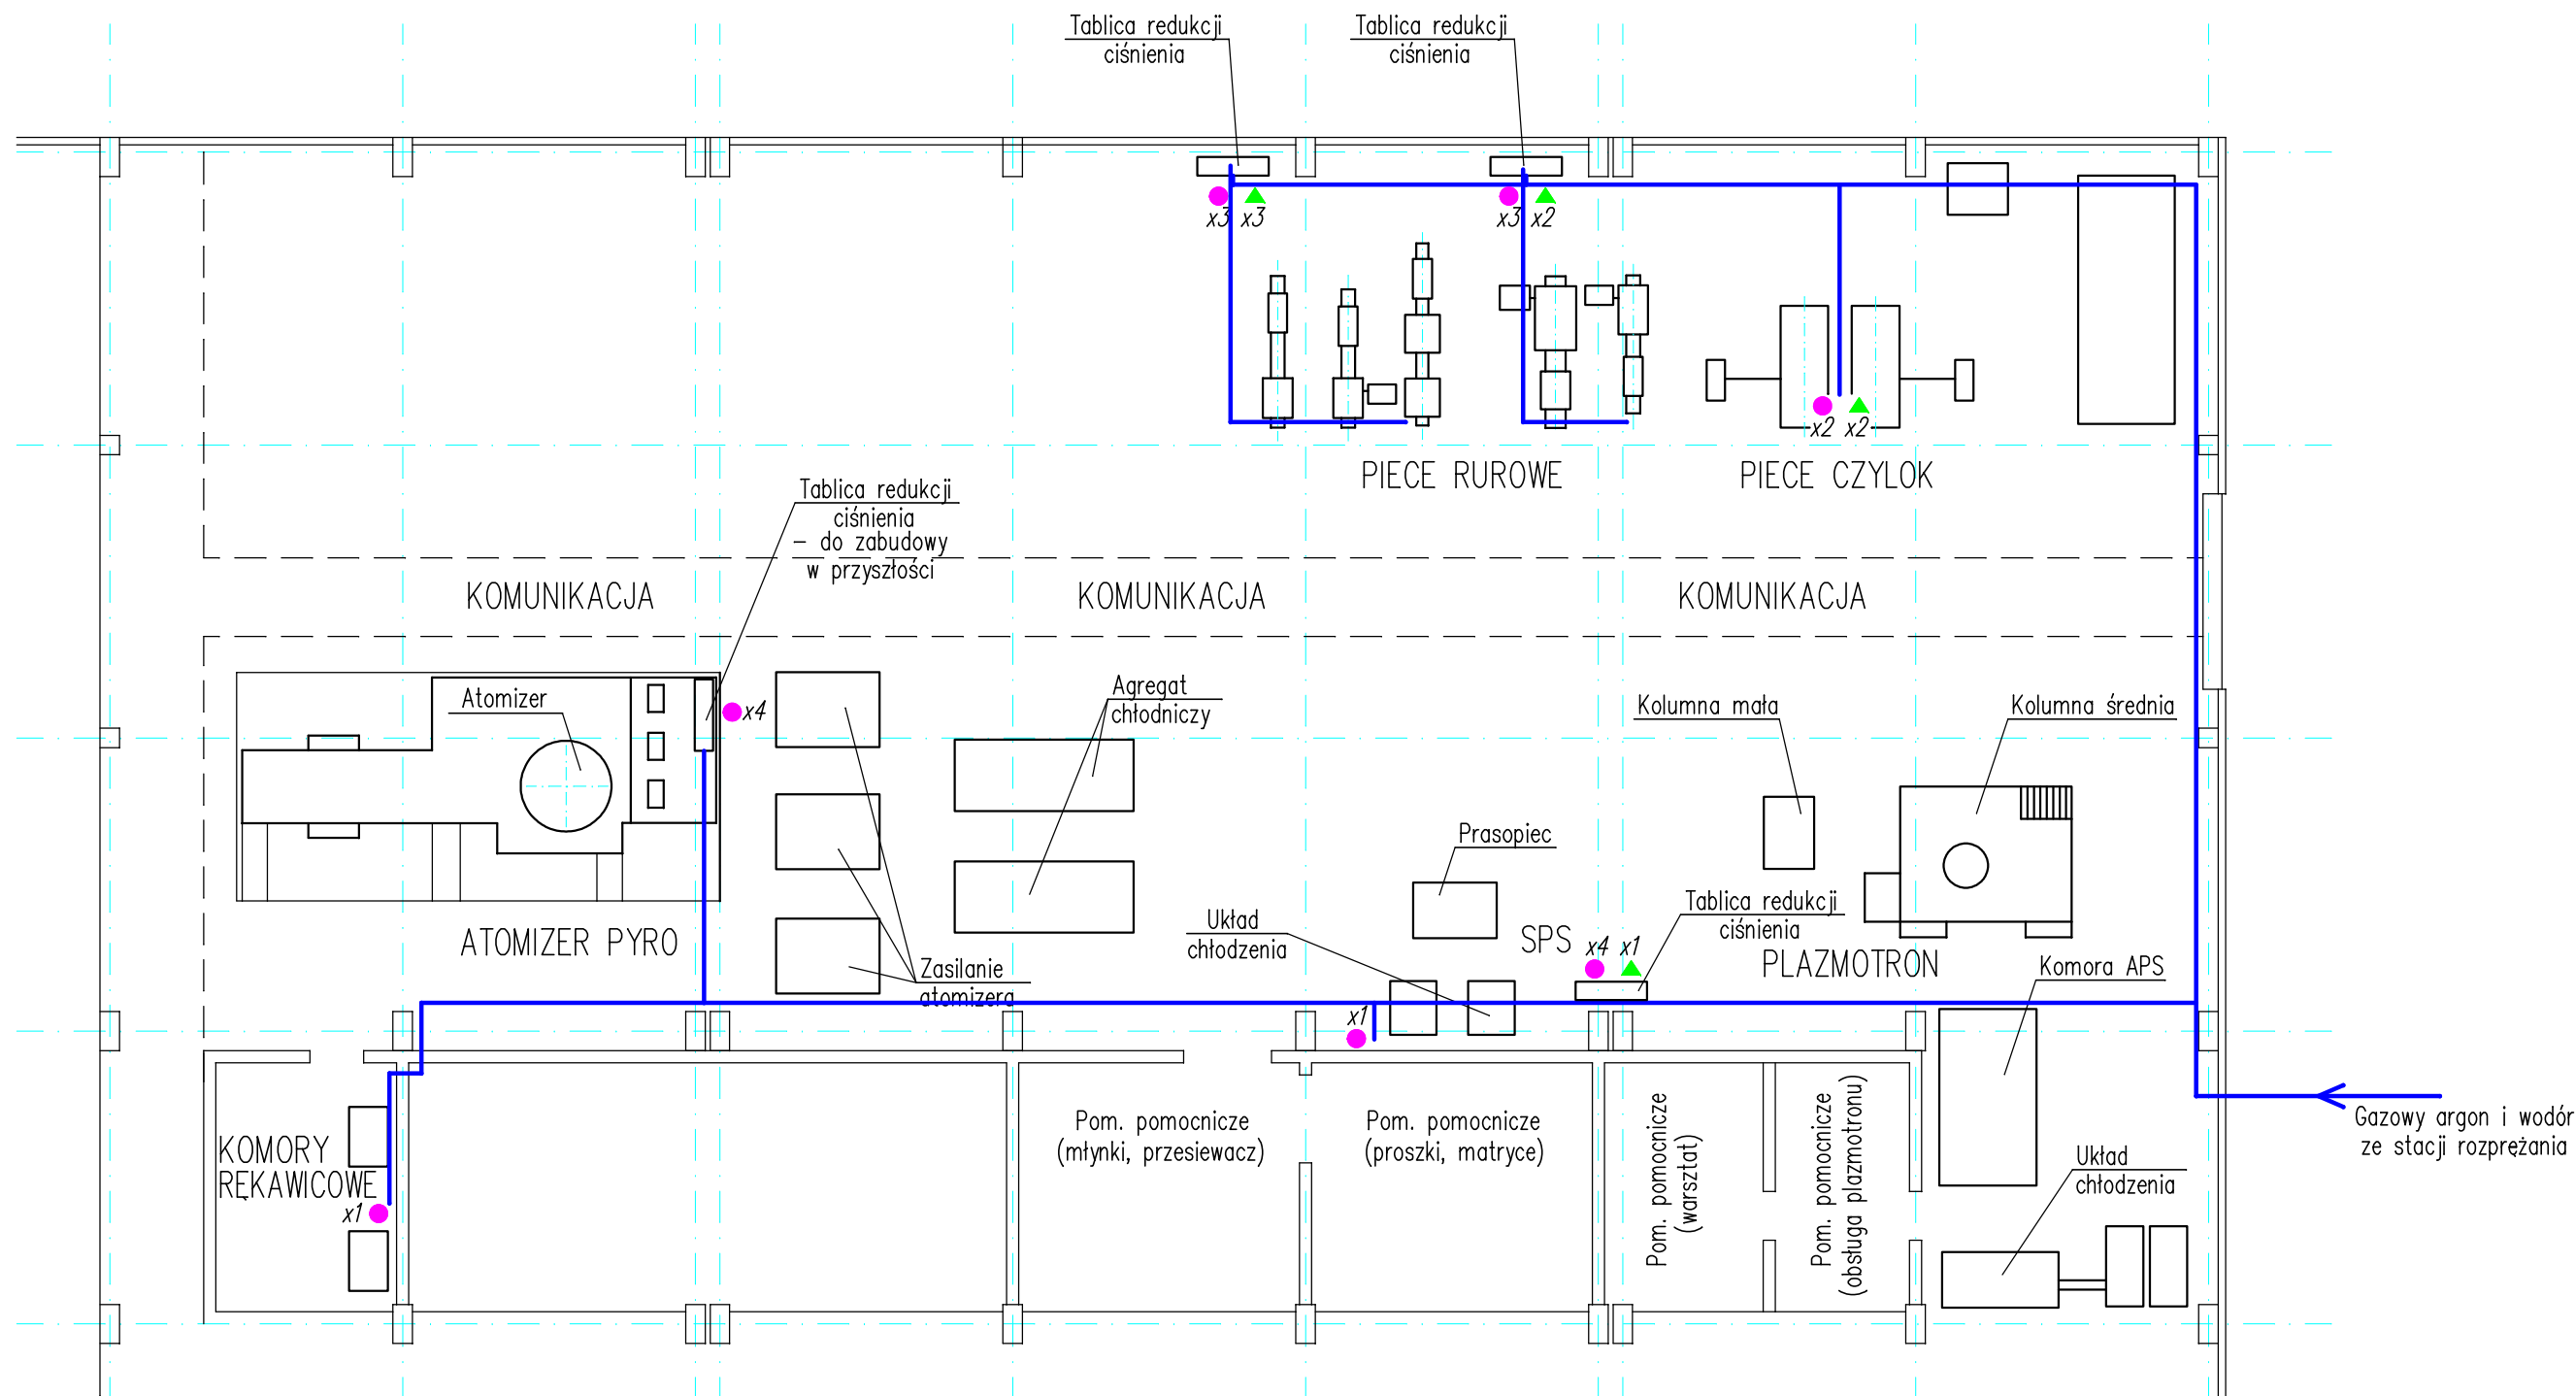 Tablica redukcji
ciśnienia
Tablica redukcji
ciśnienia
x3 x3
x3 x2
x2 x2
PIECE RUROWE
PIECE CZYLOK
Tablica redukcji
ciśnienia
– do zabudowy
w przyszłości
KOMUNIKACJA
KOMUNIKACJA
KOMUNIKACJA
Atomizer
x4
Agregat
chłodniczy
Kolumna mała
Kolumna średnia
Prasopiec
Tablica redukcji
ciśnienia
Układ
chłodzenia
SPS
x4 x1
ATOMIZER PYRO
PLAZMOTRON
Zasilanie
atomizera
Komora APS
x1
Gazowy argon i wodór
ze stacji rozprężania
KOMORY
RĘKAWICOWE
x1
Pom. pomocnicze
(młynki, przesiewacz)
Pom. pomocnicze
(proszki, matryce)
Pom. pomocnicze
(warsztat)
Pom. pomocnicze
(obsługa plazmotronu)
Układ
chłodzenia